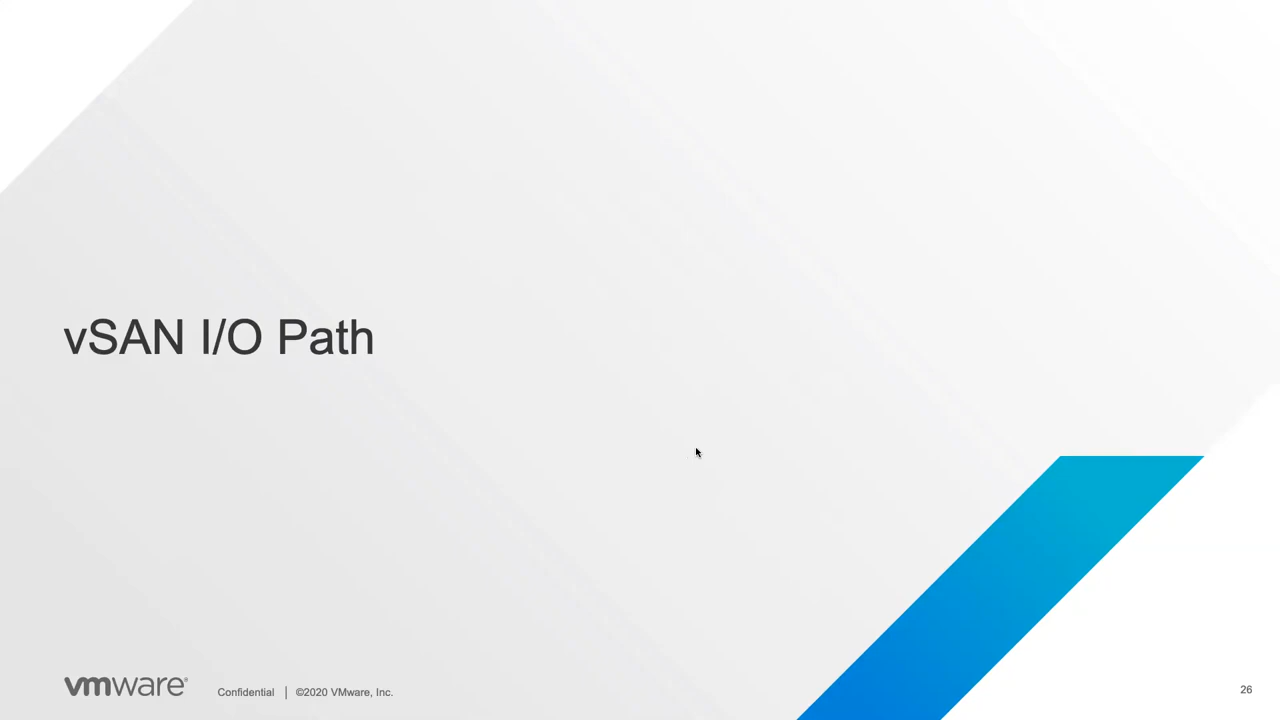 vSAN I/O Path
vmware® Confidential | ©2020 VMware, Inc. 26